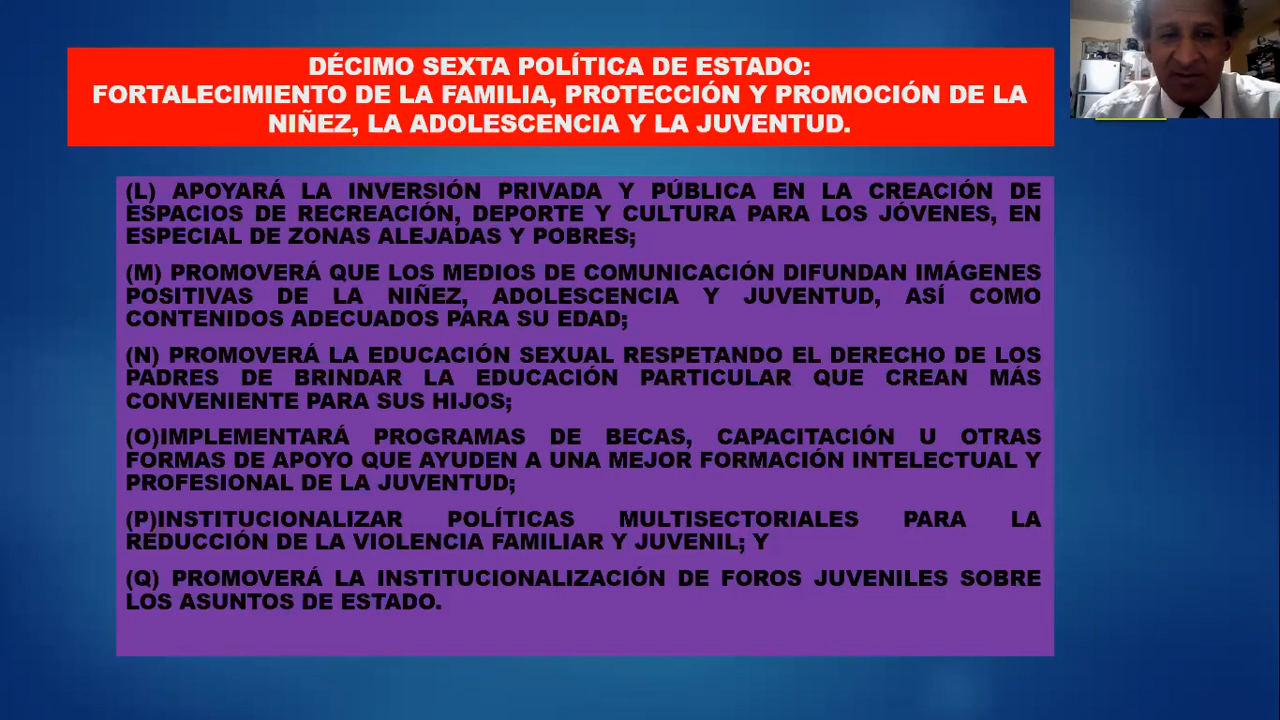 DÉCIMO SEXTA POLÍTICA DE ESTADO:
FORTALECIMIENTO DE LA FAMILIA, PROTECCIÓN Y PROMOCIÓN DE LA
NIÑEZ, LA ADOLESCENCIA Y LA JUVENTUD.
(L) APOYARÁ LA INVERSIÓN PRIVADA Y PÚBLICA EN LA CREACIÓN DE
ESPACIOS DE RECREACIÓN, DEPORTE Y CULTURA PARA LOS JÓVENES, EN
ESPECIAL DE ZONAS ALEJADAS Y POBRES;
(M) PROMOVERÁ QUE LOS MEDIOS DE COMUNICACIÓN DIFUNDAN IMÁGENES
POSITIVAS DE LA NIÑEZ, ADOLESCENCIA Y JUVENTUD, ASÍ COMO
CONTENIDOS ADECUADOS PARA SU EDAD;
(N) PROMOVERÁ LA EDUCACIÓN SEXUAL RESPETANDO EL DERECHO DE LOS
PADRES DE BRINDAR LA EDUCACIÓN PARTICULAR QUE CREAN MÁS
CONVENIENTE PARA SUS HIJOS;
(O)IMPLEMENTARÁ PROGRAMAS DE BECAS, CAPACITACIÓN U OTRAS
FORMAS DE APOYO QUE AYUDEN A UNA MEJOR FORMACIÓN INTELECTUAL Y
PROFESIONAL DE LA JUVENTUD;
(P)INSTITUCIONALIZAR POLÍTICAS MULTISECTORIALES PARA LA
REDUCCIÓN DE LA VIOLENCIA FAMILIAR Y JUVENIL; Y
(Q) PROMOVERÁ LA INSTITUCIONALIZACIÓN DE FOROS JUVENILES SOBRE
LOS ASUNTOS DE ESTADO.